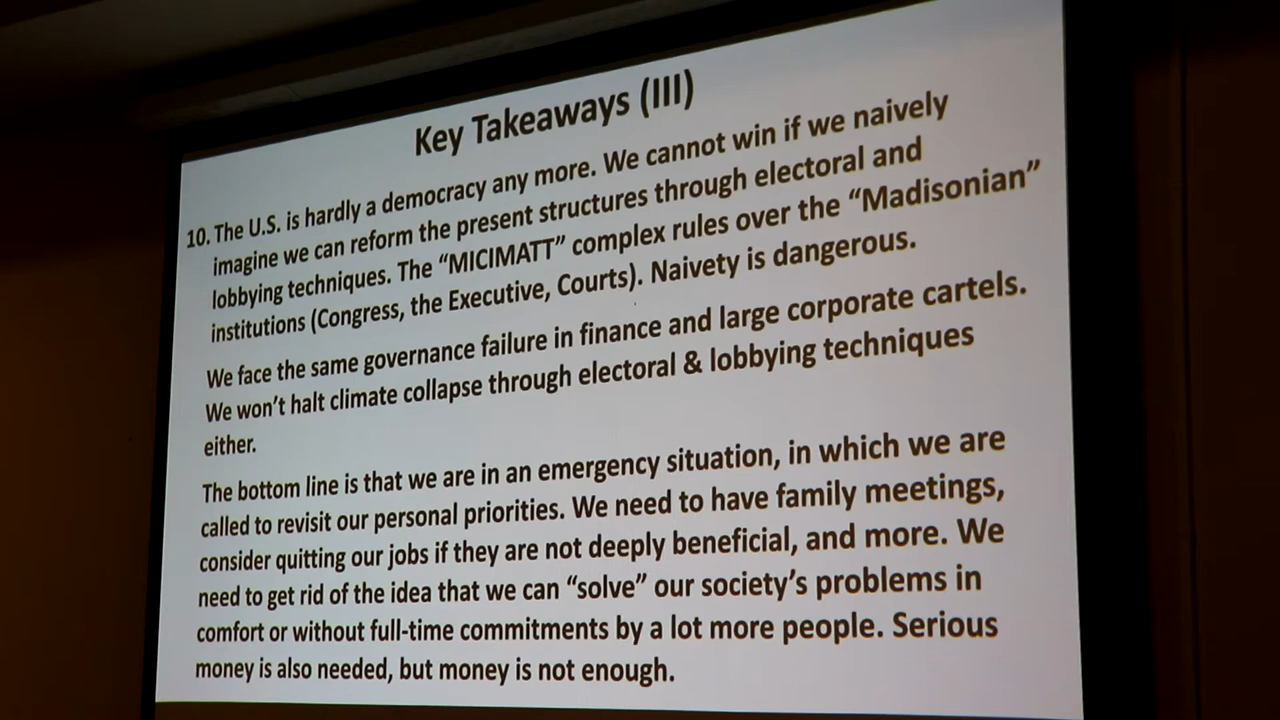 Key Takeaways (III)
10. The U.S. is hardly a democracy any more. We cannot win if we naively
imagine we can reform the present structures through electoral and
lobbying techniques. The “MICIMATT” complex rules over the “Madisonian”
institutions (Congress, the Executive, Courts). Naivety is dangerous.
We face the same governance failure in finance and large corporate cartels.
We won’t halt climate collapse through electoral & lobbying techniques
either.
The bottom line is that we are in an emergency situation, in which we are
called to revisit our personal priorities. We need to have family meetings,
consider quitting our jobs if they are not deeply beneficial, and more. We
need to get rid of the idea that we can “solve” our society’s problems in
comfort or without full-time commitments by a lot more people. Serious
money is also needed, but money is not enough.